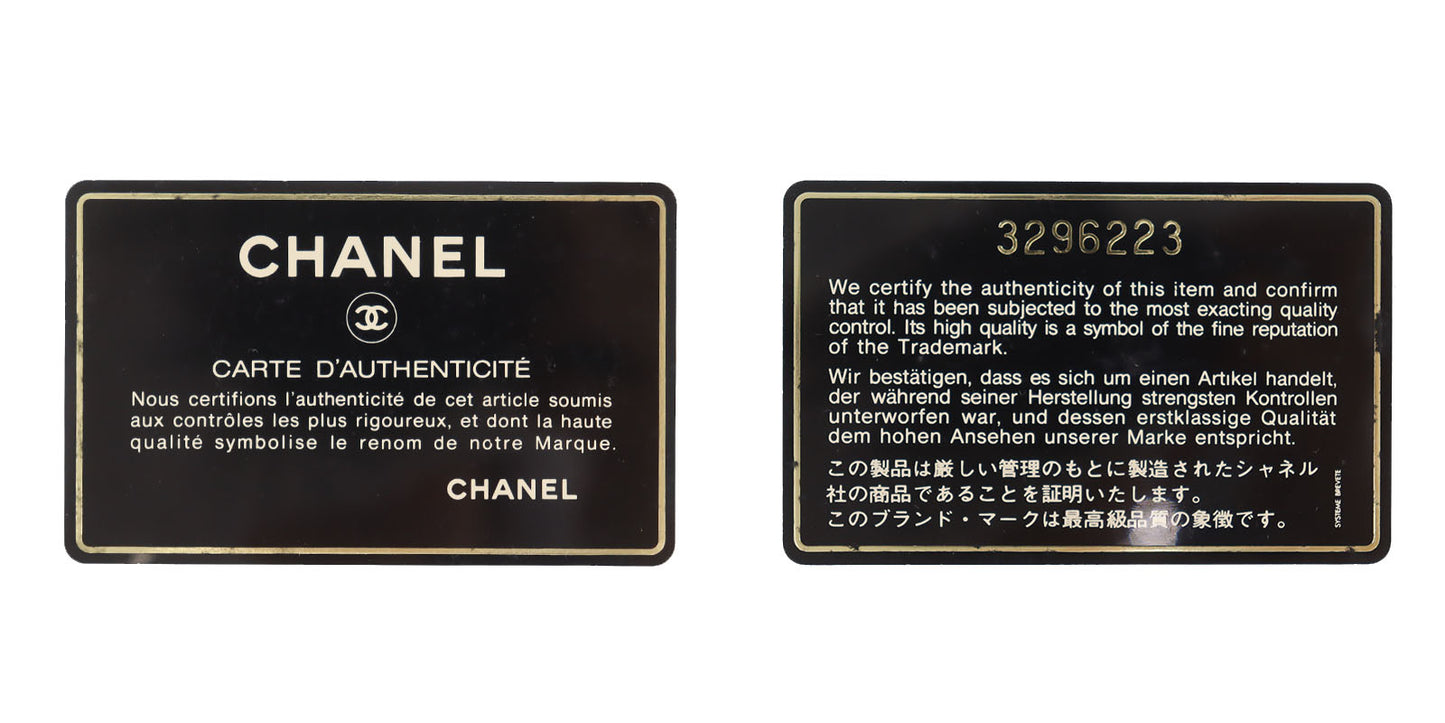 CHANEL
CARTE D'AUTHENTICITÉ
Nous certifions l'authenticité de cet article soumis
aux contrôles les plus rigoureux, et dont la haute
qualité symbolise le renom de notre Marque.
CHANEL
3296223
We certify the authenticity of this item and confirm
that it has been subjected to the most exacting quality
control. Its high quality is a symbol of the fine reputation
of the Trademark.
Wir bestätigen, dass es sich um einen Artikel handelt,
der während seiner Herstellung strengsten Kontrollen
unterworfen war, und dessen erstklassige Qualität
dem hohen Ansehen unserer Marke entspricht.
この製品は厳しい管理のもとに製造されたシャネル
社の商品であることを証明いたします。
このブランド・マークは最高級品質の象徴です。
SYSTEME BREVETE